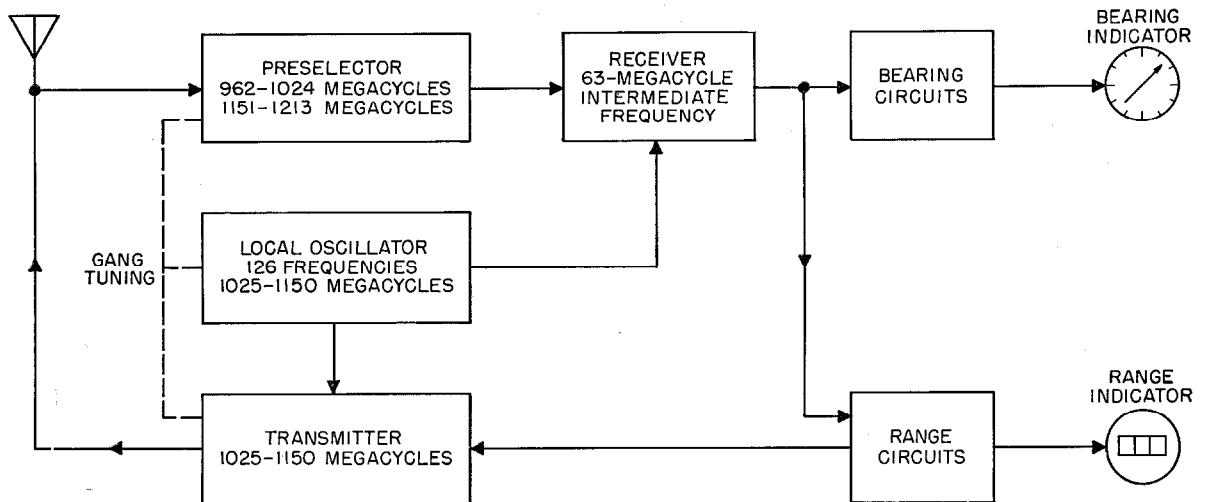 PRESELECTOR
962-1024 MEGACYCLES
1151-1213 MEGACYCLES
RECEIVER
63-MEGACYCLE
INTERMEDIATE
FREQUENCY
BEARING
CIRCUITS
BEARING
INDICATOR
GANG
TUNING
LOCAL OSCILLATOR
126 FREQUENCIES
1025-1150 MEGACYCLES
TRANSMITTER
1025-1150 MEGACYCLES
RANGE
CIRCUITS
RANGE
INDICATOR